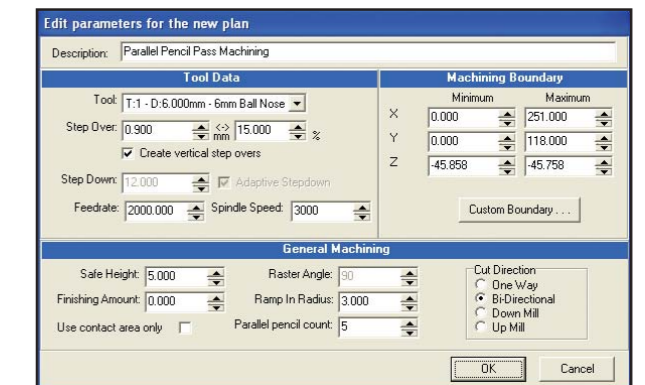 Edit parameters for the new plan
Description: Parallel Pencil Pass Machining
Tool Data
Tool: T:1 - D:6.000mm - 6mm Ball Nose
Step Over: 0.900 <-> mm 15.000 %
Create vertical step overs
Step Down: 12.000 Adaptive Stepdown
Feedrate: 2000.000 Spindle Speed: 3000
Machining Boundary
Minimum Maximum
X 0.000 251.000
Y 0.000 118.000
Z -45.858 -45.758
Custom Boundary . . .
General Machining
Safe Height: 5.000 Raster Angle: 90
Finishing Amount: 0.000 Ramp In Radius: 3.000
Use contact area only Parallel pencil count: 5
Cut Direction
One Way
Bi-Directional
Down Mill
Up Mill
OK Cancel